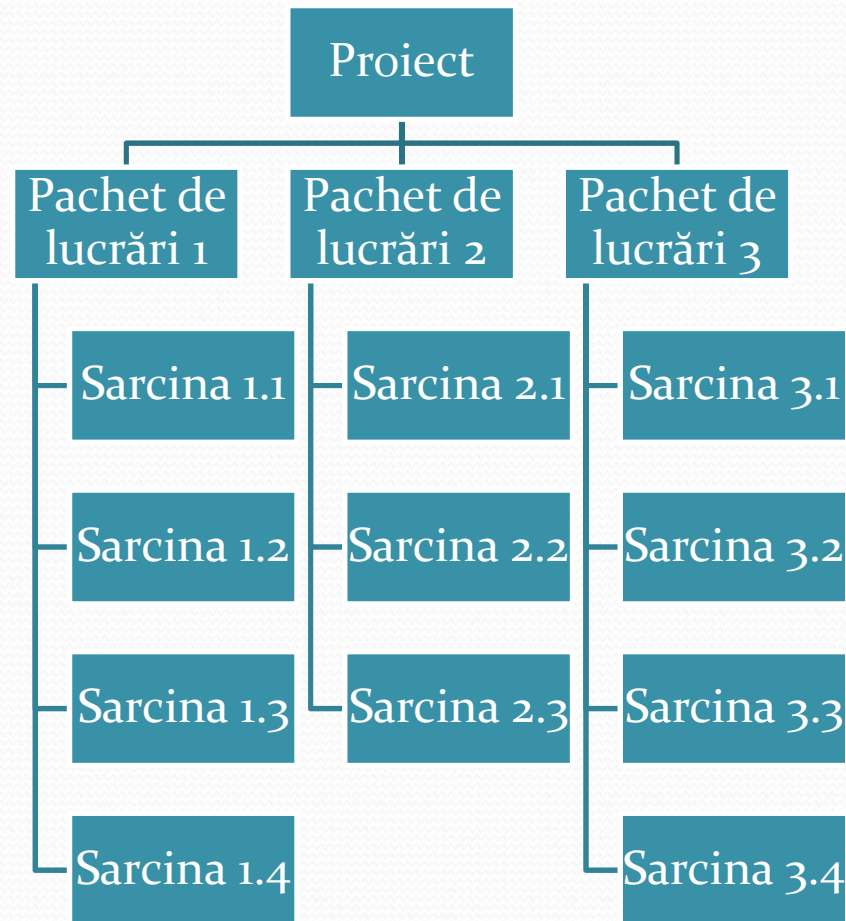 Proiect
Pachet de
lucrări 1
Pachet de
lucrări 2
Pachet de
lucrări 3
Sarcina 1.1
Sarcina 2.1
Sarcina 3.1
Sarcina 1.2
Sarcina 2.2
Sarcina 3.2
Sarcina 1.3
Sarcina 2.3
Sarcina 3.3
Sarcina 1.4
Sarcina 3.4